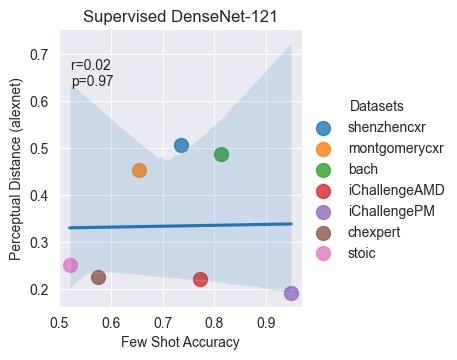 Supervised DenseNet-121
r=0.02
p=0.97
0.7
0.6
0.5
0.4
0.3
0.2
Perceptual Distance (alexnet)
0.5 0.6 0.7 0.8 0.9
Few Shot Accuracy
Datasets
shenzhencxr
montgomerycxr
bach
iChallengeAMD
iChallengePM
chexpert
stoic